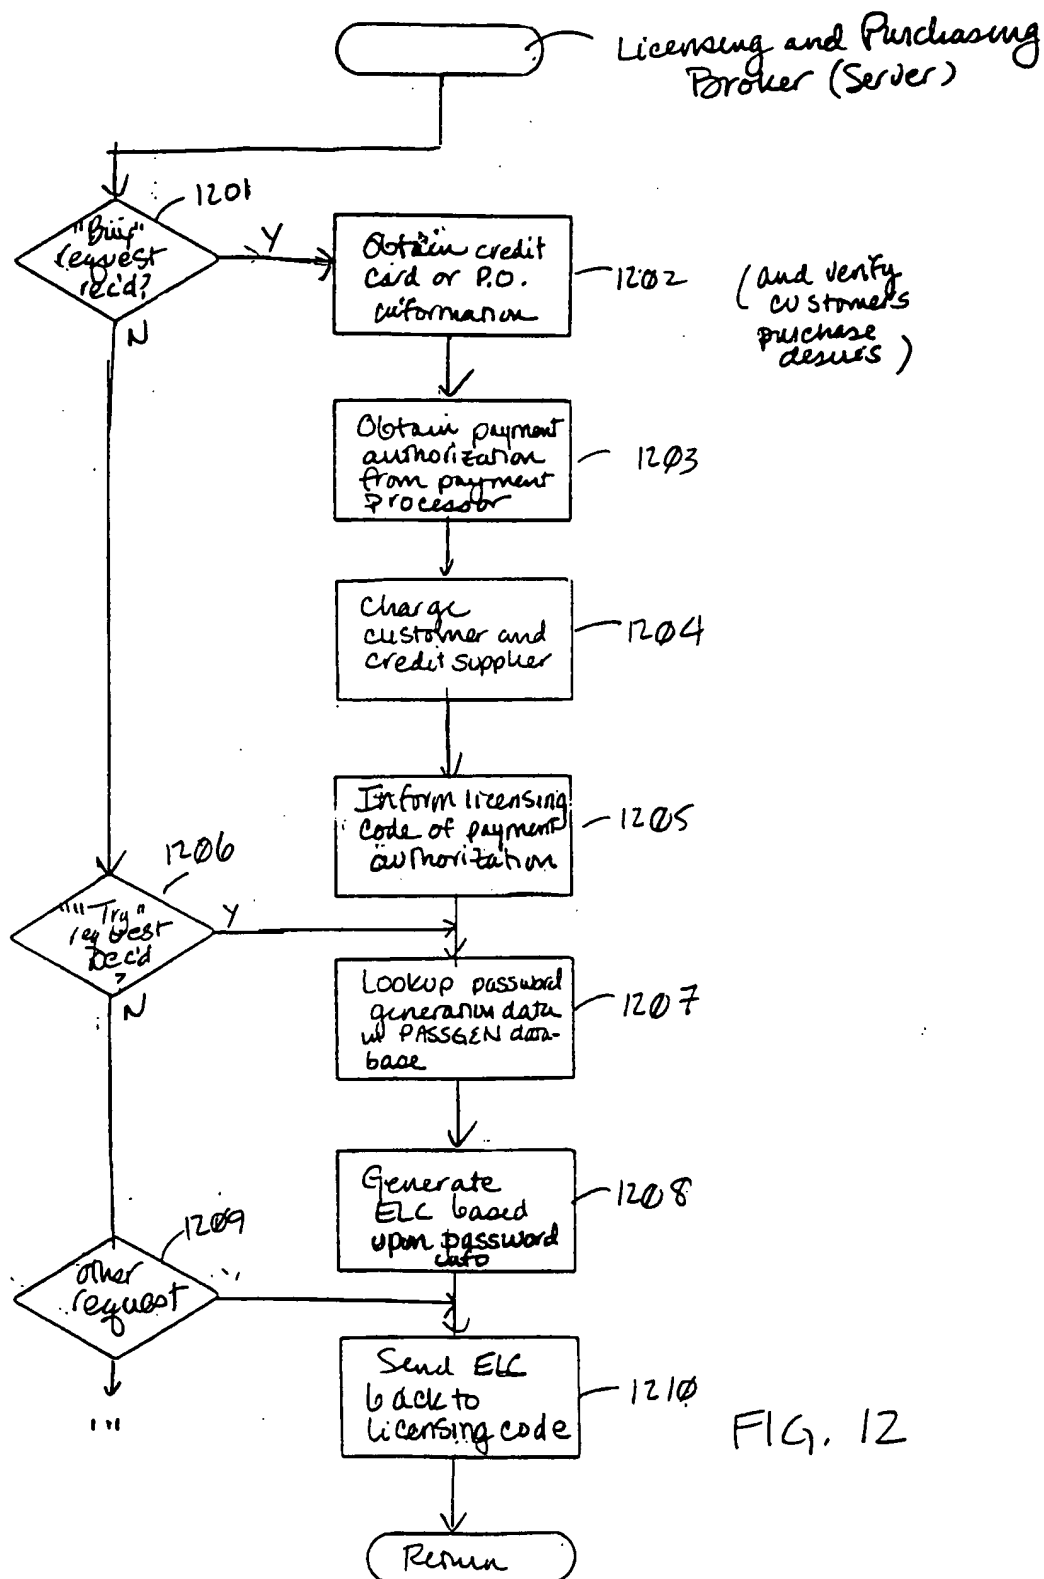 Licensing and Purchasing
Broker (Server)
1201
"Buy"
request
rec'd?
Y
N
Obtain credit
card or P.O.
information
1202
(and verify
customers
purchase
desires)
Obtain payment
authorization
from payment
Processor
1203
Charge
customer and
credit supplier
1204
Inform licensing
code of payment
authorization
1205
1206
"Try"
request
Rec'd
?
Y
N
Lookup password
generation data
in PASSGEN data-
base
1207
Generate
ELC based
upon password
info
1208
1209
other
request
...
Send ELC
back to
licensing code
1210
FIG. 12
Return